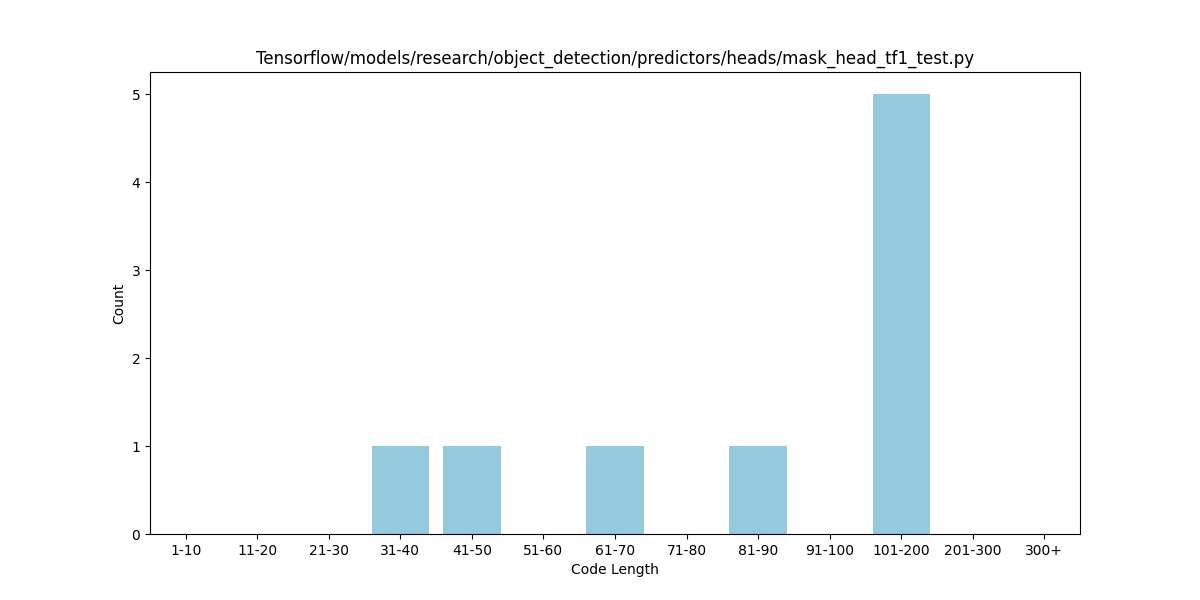 Tensorflow/models/research/object_detection/predictors/heads/mask_head_tf1_test.py
5
4
3
2
1
0
Count
1-10 11-20 21-30 31-40 41-50 51-60 61-70 71-80 81-90 91-100 101-200 201-300 300+
Code Length